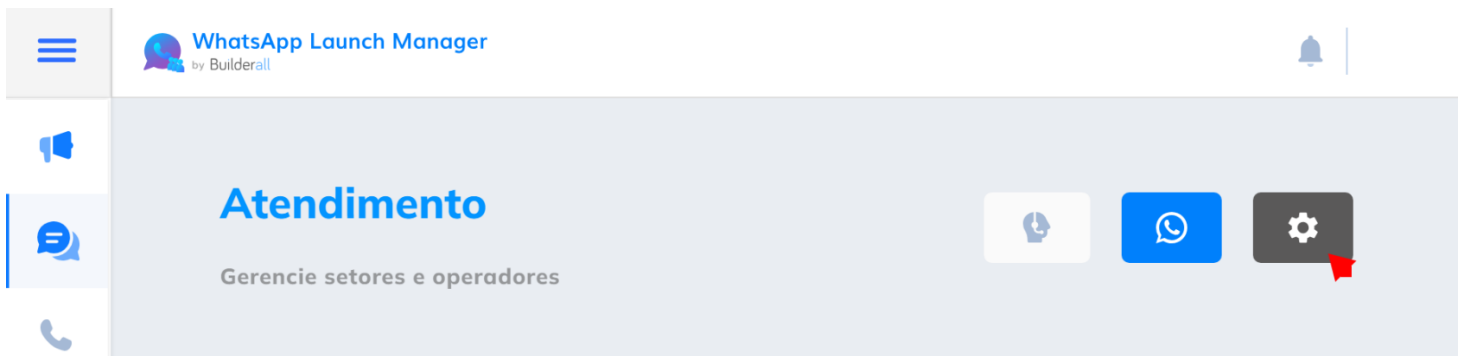 WhatsApp Launch Manager
by Builderall
Atendimento
Gerencie setores e operadores